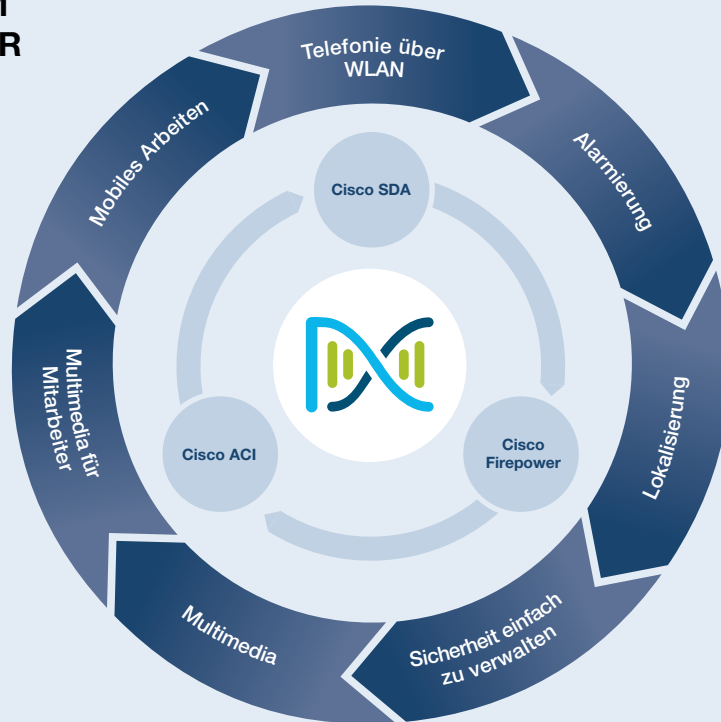 R
Telefonie über
WLAN
Alarmierung
Lokalisierung
Sicherheit einfach
zu verwalten
Multimedia
Multimedia für
Mitarbeiter
Mobiles Arbeiten
Cisco SDA
Cisco
Firepower
Cisco ACI